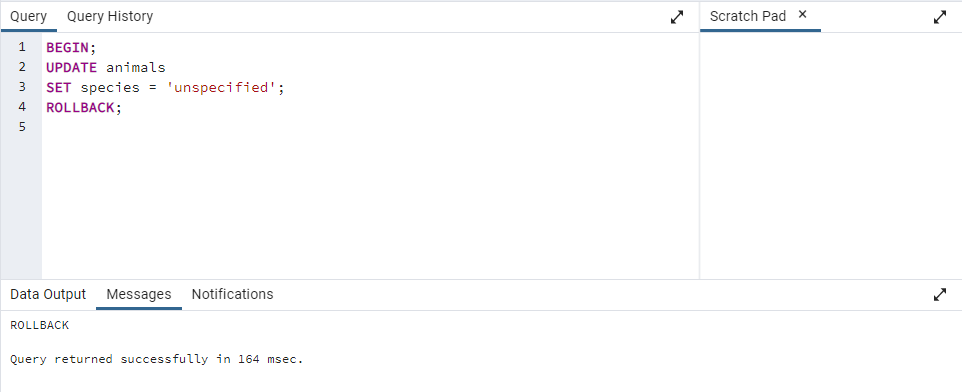 Query Query History
Scratch Pad ×
1 BEGIN;
2 UPDATE animals
3 SET species = 'unspecified';
4 ROLLBACK;
5
Data Output Messages Notifications
ROLLBACK
Query returned successfully in 164 msec.